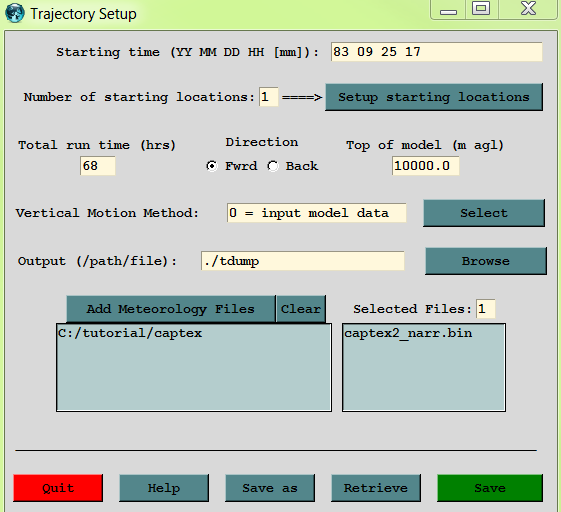 Trajectory Setup
Starting time (YY MM DD HH [mm]): 83 09 25 17
Number of starting locations: 1 ====> Setup starting locations
Total run time (hrs) Direction Top of model (m agl)
68 Fwrd Back 10000.0
Vertical Motion Method: 0 = input model data Select
Output (/path/file): ./tdump Browse
Add Meteorology Files Clear Selected Files: 1
C:/tutorial/captex captex2_narr.bin
Quit Help Save as Retrieve Save